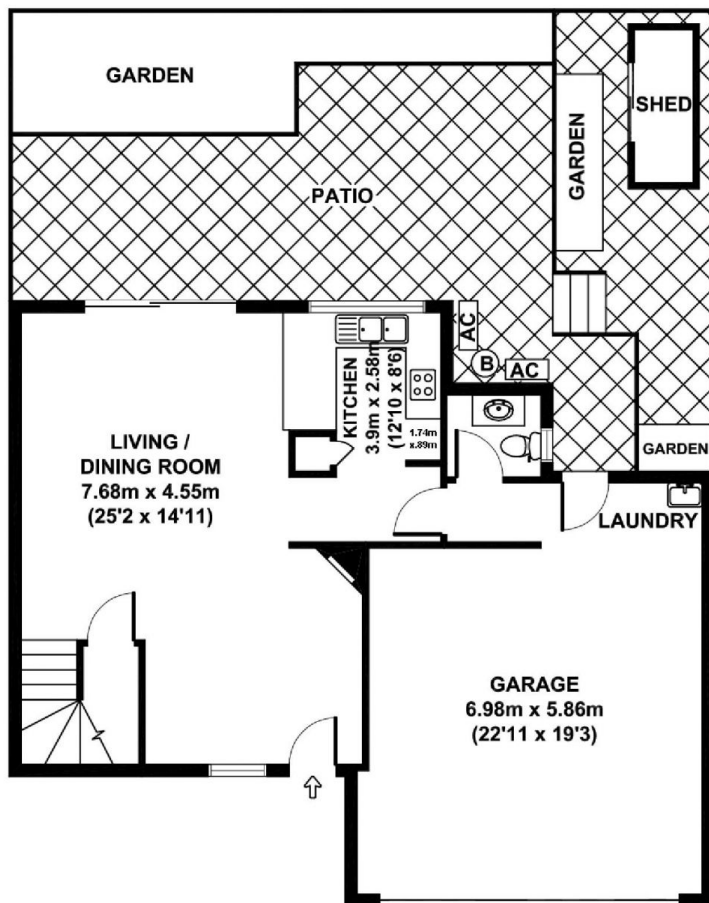 GARDEN
SHED
GARDEN
PATIO
AC
B
AC
KITCHEN
3.9m x 2.58m
(12'10 x 8'6)
1.74m
x.89m
GARDEN
LIVING /
DINING ROOM
7.68m x 4.55m
(25'2 x 14'11)
LAUNDRY
GARAGE
6.98m x 5.86m
(22'11 x 19'3)